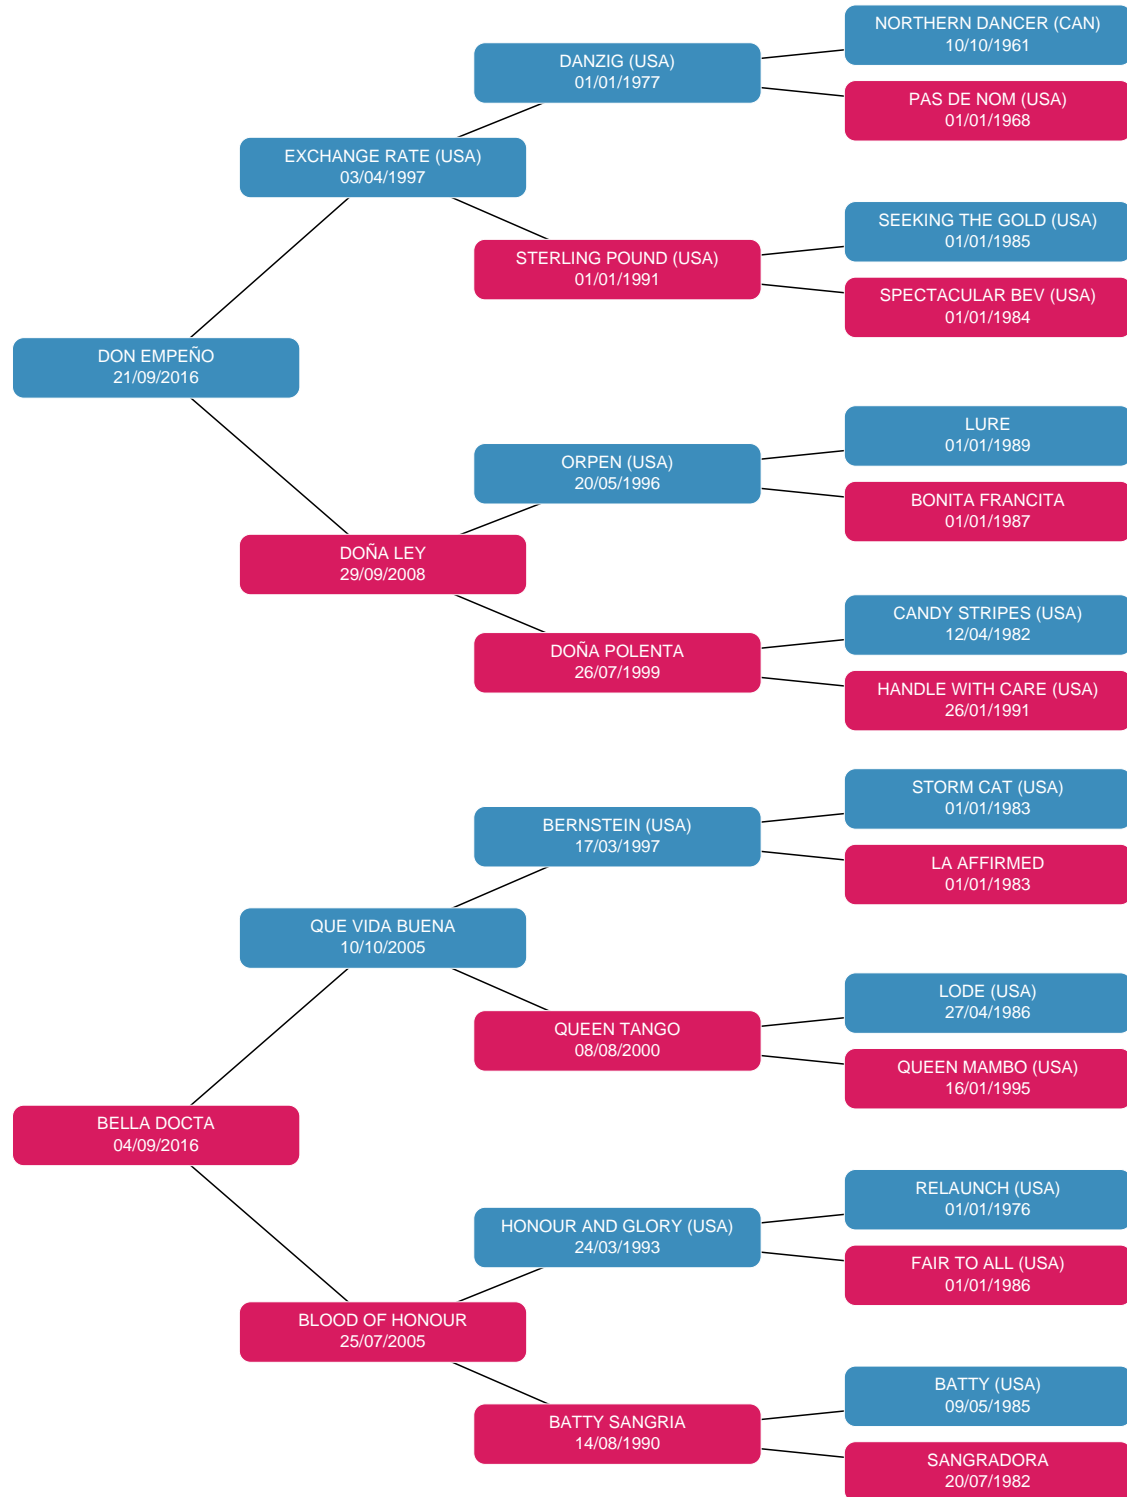 NORTHERN DANCER (CAN)
10/10/1961
DANZIG (USA)
01/01/1977
PAS DE NOM (USA)
01/01/1968
EXCHANGE RATE (USA)
03/04/1997
SEEKING THE GOLD (USA)
01/01/1985
STERLING POUND (USA)
01/01/1991
SPECTACULAR BEV (USA)
01/01/1984
DON EMPEÑO
21/09/2016
LURE
01/01/1989
ORPEN (USA)
20/05/1996
BONITA FRANCITA
01/01/1987
DOÑA LEY
29/09/2008
CANDY STRIPES (USA)
12/04/1982
DOÑA POLENTA
26/07/1999
HANDLE WITH CARE (USA)
26/01/1991
STORM CAT (USA)
01/01/1983
BERNSTEIN (USA)
17/03/1997
LA AFFIRMED
01/01/1983
QUE VIDA BUENA
10/10/2005
LODE (USA)
27/04/1986
QUEEN TANGO
08/08/2000
QUEEN MAMBO (USA)
16/01/1995
BELLA DOCTA
04/09/2016
RELAUNCH (USA)
01/01/1976
HONOUR AND GLORY (USA)
24/03/1993
FAIR TO ALL (USA)
01/01/1986
BLOOD OF HONOUR
25/07/2005
BATTY (USA)
09/05/1985
BATTY SANGRIA
14/08/1990
SANGRADORA
20/07/1982